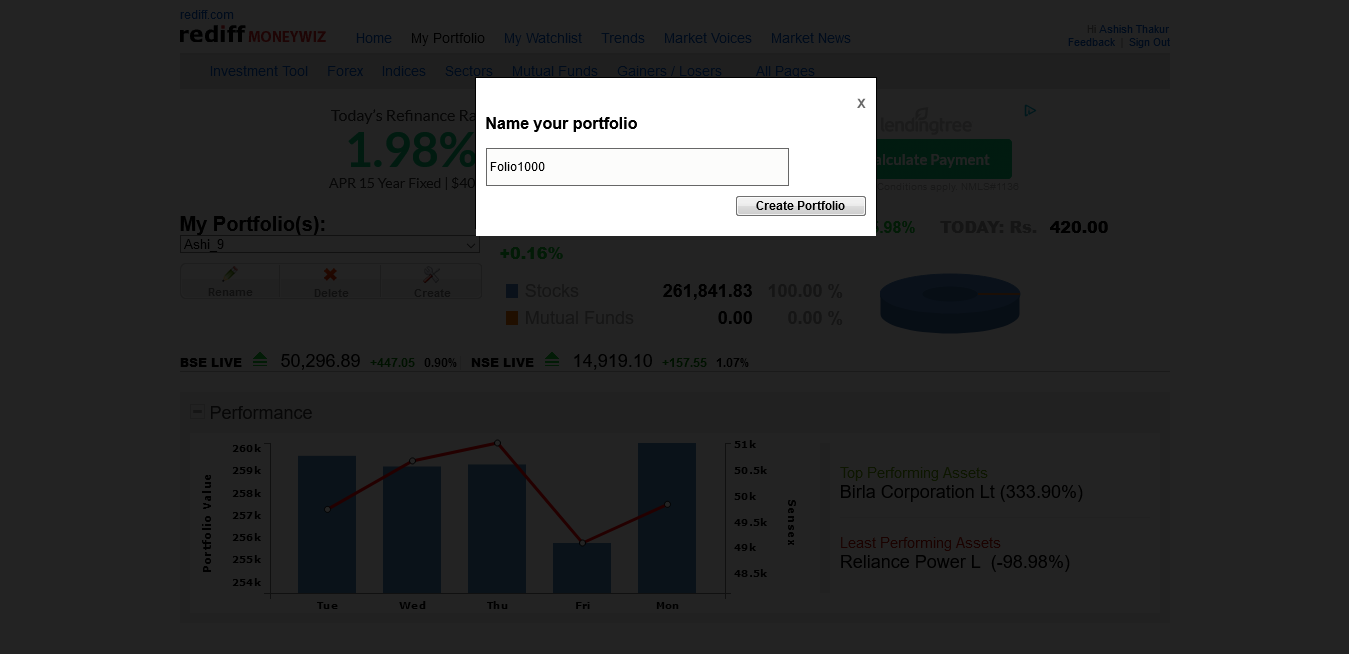 rediff.com
rediff MONEYWIZ
Home My Portfolio My Watchlist Trends Market Voices Market News
Hi Ashish Thakur
Feedback | Sign Out
Investment Tool Forex Indices Sectors Mutual Funds Gainers / Losers All Pages
x
Name your portfolio
Folio1000
Create Portfolio
Today's Refinance
1.98%
APR 15 Year Fixed |
lendingtree
Payment
Conditions apply. NMLS#1136
My Portfolio(s):
Ashi_9
Rename Delete Create
TODAY: Rs. 420.00
+0.16%
Stocks 261,841.83 100.00 %
Mutual Funds 0.00 0.00 %
BSE LIVE 50,296.89 +447.05 0.90% NSE LIVE 14,919.10 +157.55 1.07%
Performance
260k
259k
258k
257k
256k
255k
254k
Portfolio Value
Tue Wed Thu Fri Mon
51k
50.5k
50k
49.5k
49k
48.5k
Sensex
Top Performing Assets
Birla Corporation Lt (333.90%)
Least Performing Assets
Reliance Power L (-98.98%)